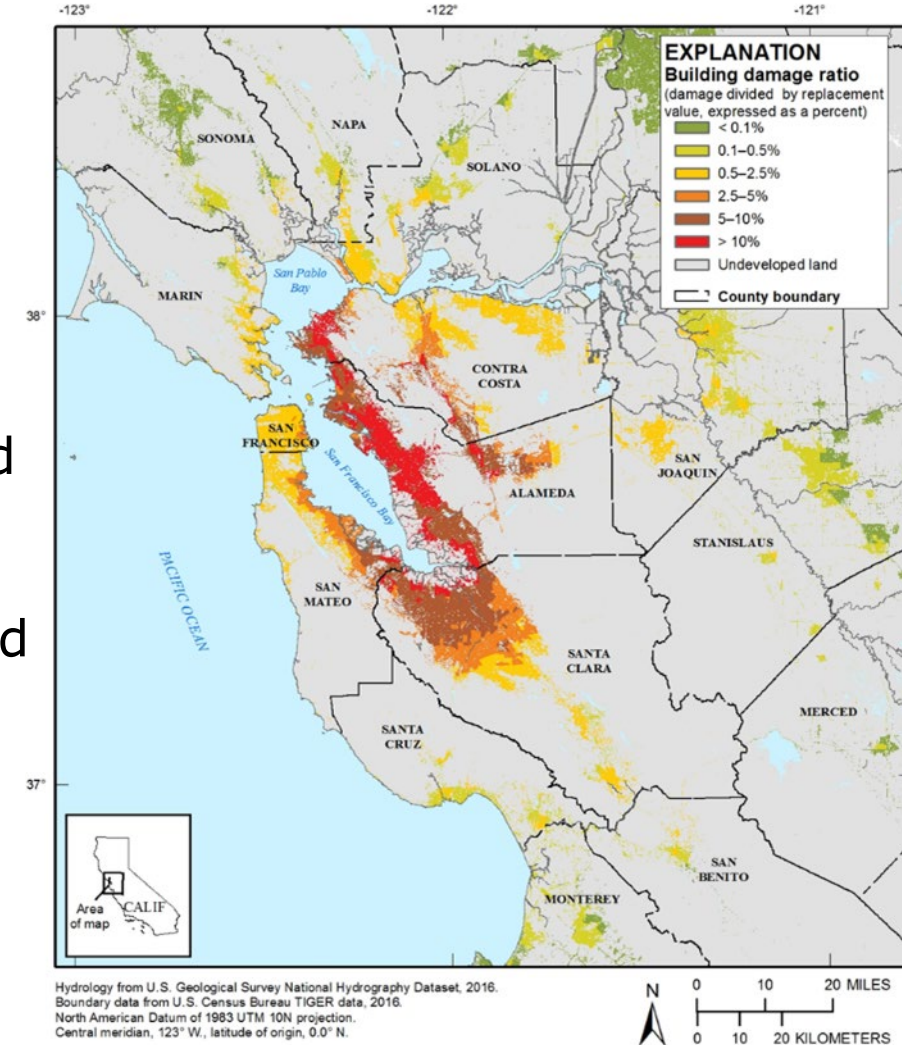 -123°
-122°
-121°
EXPLANATION
Building damage ratio
(damage divided by replacement
value, expressed as a percent)
< 0.1%
0.1–0.5%
0.5–2.5%
2.5–5%
5–10%
> 10%
Undeveloped land
County boundary
SONOMA
NAPA
SOLANO
San Pablo
Bay
MARIN
38°
CONTRA
COSTA
SAN
FRANCISCO
d
San Francisco Bay
SAN
JOAQUIN
ALAMEDA
STANISLAUS
PACIFIC OCEAN
SAN
MATEO
d
SANTA
CLARA
MERCED
SANTA
CRUZ
37°
SAN
BENITO
MONTEREY
Area
of map
CALIF
Hydrology from U.S. Geological Survey National Hydrography Dataset, 2016.
Boundary data from U.S. Census Bureau TIGER data, 2016.
North American Datum of 1983 UTM 10N projection.
Central meridian, 123° W., latitude of origin, 0.0° N.
N
0 10 20 MILES
0 10 20 KILOMETERS